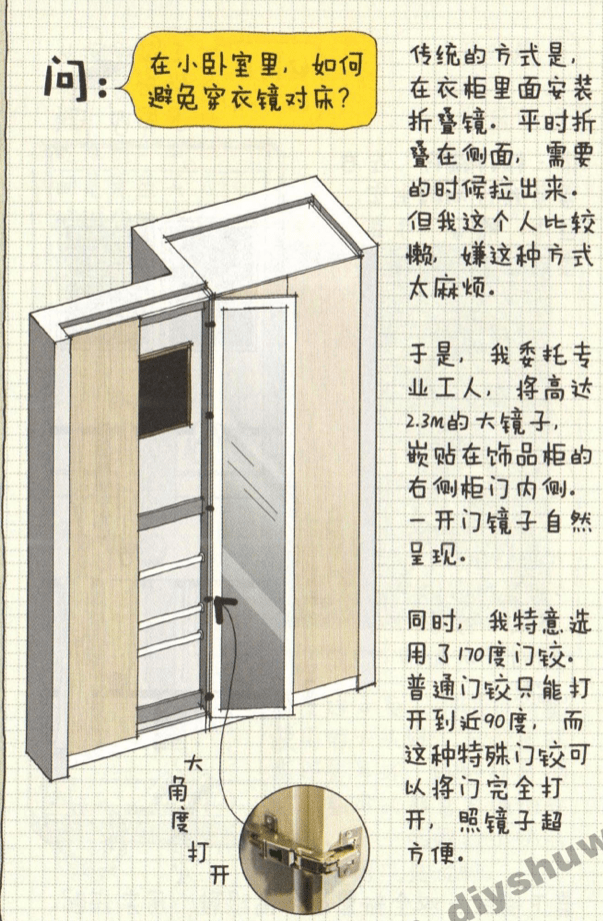 问：
在小卧室里，如何
避免穿衣镜对床？
传统的方式是，
在衣柜里面安装
折叠镜。平时折
叠在侧面，需要
的时候拉出来。
但我这个人比较
懒，嫌这种方式
太麻烦。
于是，我委托专
业工人，将高达
2.3m的大镜子，
嵌贴在饰品柜的
右侧柜门内侧。
一开门镜子自然
呈现。
同时，我特意选
用了170度门铰。
普通门铰只能打
开到近90度，而
这种特殊门铰可
以将门完全打
开，照镜子超
方便。
大
角
度
打
开
diyshuw